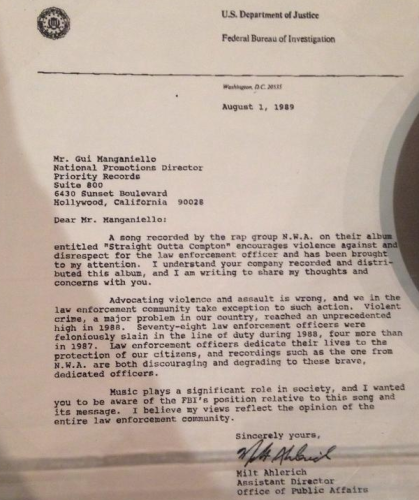 U.S. Department of Justice
Federal Bureau of Investigation
Washington, D.C. 20535
August 1, 1989
Mr. Gui Manganiello
National Promotions Director
Priority Records
Suite 800
6430 Sunset Boulevard
Hollywood, California 90028
Dear Mr. Manganiello:
A song recorded by the rap group N.W.A. on their album
entitled "Straight Outta Compton" encourages violence against and
disrespect for the law enforcement officer and has been brought
to my attention. I understand your company recorded and distri-
buted this album, and I am writing to share my thoughts and
concerns with you.
Advocating violence and assault is wrong, and we in the
law enforcement community take exception to such action. Violent
crime, a major problem in our country, reached an unprecedented
high in 1988. Seventy-eight law enforcement officers were
feloniously slain in the line of duty during 1988, four more than
in 1987. Law enforcement officers dedicate their lives to the
protection of our citizens, and recordings such as the one from
N.W.A. are both discouraging and degrading to these brave,
dedicated officers.
Music plays a significant role in society, and I wanted
you to be aware of the FBI's position relative to this song and
its message. I believe my views reflect the opinion of the
entire law enforcement community.
Sincerely yours,
Milt Ahlerich
Milt Ahlerich
Assistant Director
Office of Public Affairs